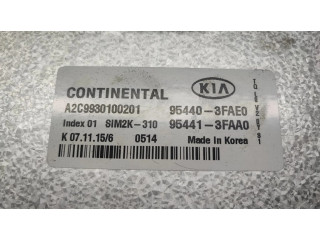 CONTINENTAL KIA
A2C9930100201 95440-3FAE0
Index 01 SIM2K-310 95441-3FAA0
K 07.11.15/6 0514 Made in Korea